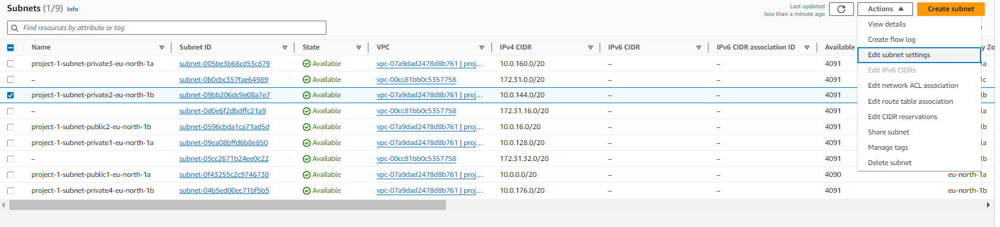 Subnets (1/9) Info
Last updated
less than a minute ago
Actions
Create subnet
Find resources by attribute or tag
View details
Create flow log
Edit subnet settings
Edit IPv6 CIDRs
Edit network ACL association
Edit route table association
Edit CIDR reservations
Share subnet
Manage tags
Delete subnet
Name Subnet ID State VPC IPv4 CIDR IPv6 CIDR IPv6 CIDR association ID Available y Zo
project-1-subnet-private3-eu-north-1a subnet-005be3b68cd53c879 Available vpc-07a9dad2478d8b761 | proj… 10.0.160.0/20 – – 4091 1a
– subnet-0b0cbc357fae64989 Available vpc-00cc81bb0c5357758 172.31.0.0/20 – – 4091 1c
project-1-subnet-private2-eu-north-1b subnet-09bb206dc9e08a7e7 Available vpc-07a9dad2478d8b761 | proj… 10.0.144.0/20 – – 4091 1b
– subnet-0d0e6f2dbdffc21a9 Available vpc-00cc81bb0c5357758 172.31.16.0/20 – – 4091 1a
project-1-subnet-public2-eu-north-1b subnet-0596cbda1ca71ad5d Available vpc-07a9dad2478d8b761 | proj… 10.0.16.0/20 – – 4091 1b
project-1-subnet-private1-eu-north-1a subnet-09ea08bffd6b8e850 Available vpc-07a9dad2478d8b761 | proj… 10.0.128.0/20 – – 4091 1a
– subnet-05cc2671b24ee0c22 Available vpc-00cc81bb0c5357758 172.31.32.0/20 – – 4091 1b
project-1-subnet-public1-eu-north-1a subnet-0f43255c2c9746738 Available vpc-07a9dad2478d8b761 | proj… 10.0.0.0/20 – – 4090 eu-north-1a
project-1-subnet-private4-eu-north-1b subnet-04b5ed00ec71bf5b5 Available vpc-07a9dad2478d8b761 | proj… 10.0.176.0/20 – – 4091 eu-north-1b